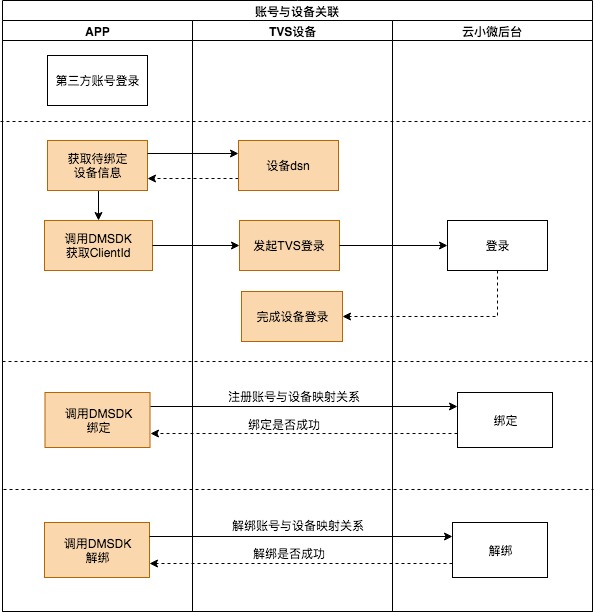 账号与设备关联
APP
TVS设备
云小微后台
第三方账号登录
获取待绑定
设备信息
设备dsn
调用DMSDK
获取ClientId
发起TVS登录
登录
完成设备登录
注册账号与设备映射关系
调用DMSDK
绑定
绑定是否成功
绑定
解绑账号与设备映射关系
调用DMSDK
解绑
解绑是否成功
解绑